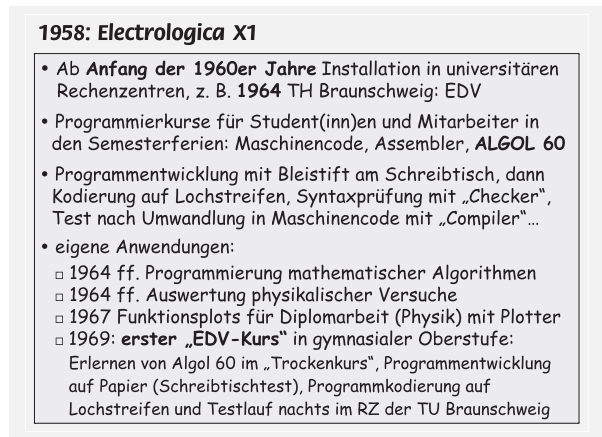 1958: Electrologica X1
• Ab Anfang der 1960er Jahre Installation in universitären
Rechenzentren, z. B. 1964 TH Braunschweig: EDV
• Programmierkurse für Student(inn)en und Mitarbeiter in
den Semesterferien: Maschinencode, Assembler, ALGOL 60
• Programmentwicklung mit Bleistift am Schreibtisch, dann
Kodierung auf Lochstreifen, Syntaxprüfung mit „Checker“,
Test nach Umwandlung in Maschinencode mit „Compiler“…
• eigene Anwendungen:
□ 1964 ff. Programmierung mathematischer Algorithmen
□ 1964 ff. Auswertung physikalischer Versuche
□ 1967 Funktionsplots für Diplomarbeit (Physik) mit Plotter
□ 1969: erster „EDV-Kurs“ in gymnasialer Oberstufe:
Erlernen von Algol 60 im „Trockenkurs“, Programmentwicklung
auf Papier (Schreibtischtest), Programmkodierung auf
Lochstreifen und Testlauf nachts im RZ der TU Braunschweig